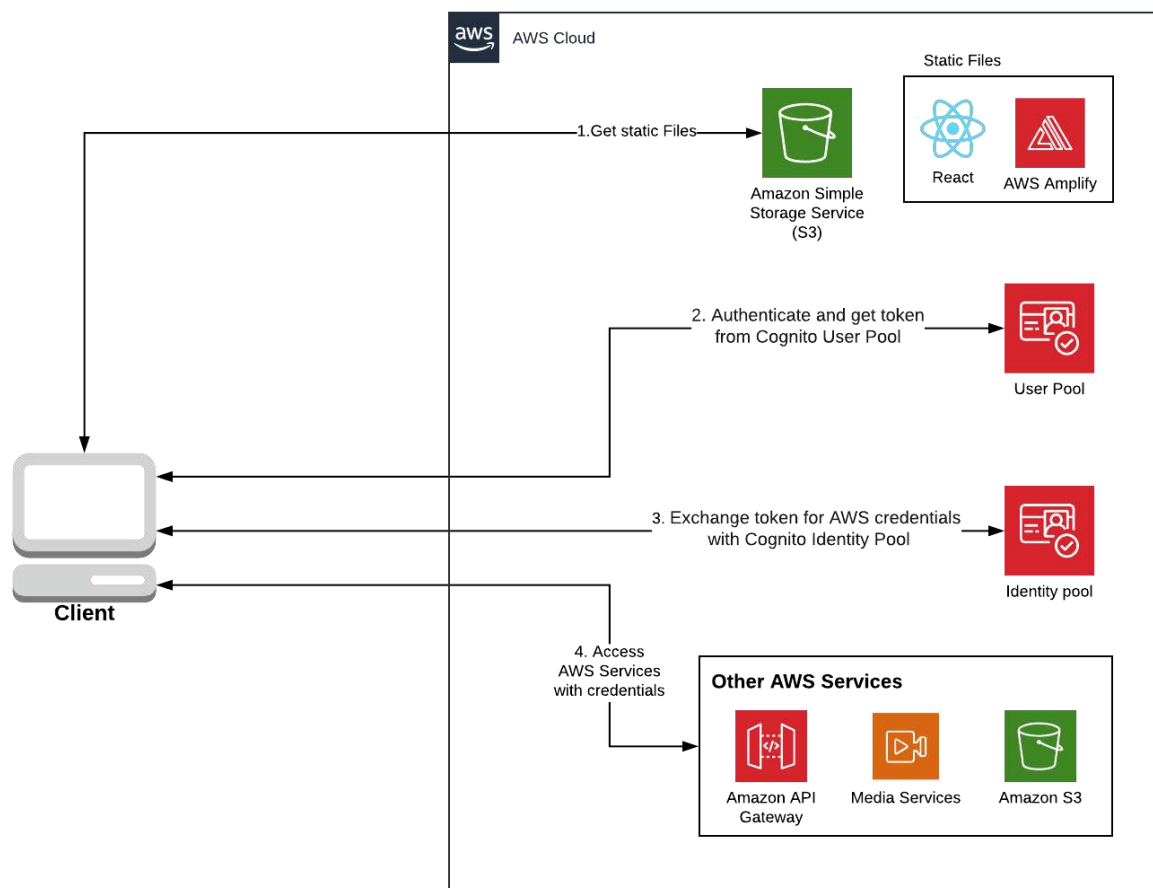 aws
AWS Cloud
Static Files
1.Get static Files
React
AWS Amplify
Amazon Simple
Storage Service
(S3)
2. Authenticate and get token
from Cognito User Pool
User Pool
3. Exchange token for AWS credentials
with Cognito Identity Pool
Identity pool
Client
4. Access
AWS Services
with credentials
Other AWS Services
Amazon API
Gateway
Media Services
Amazon S3